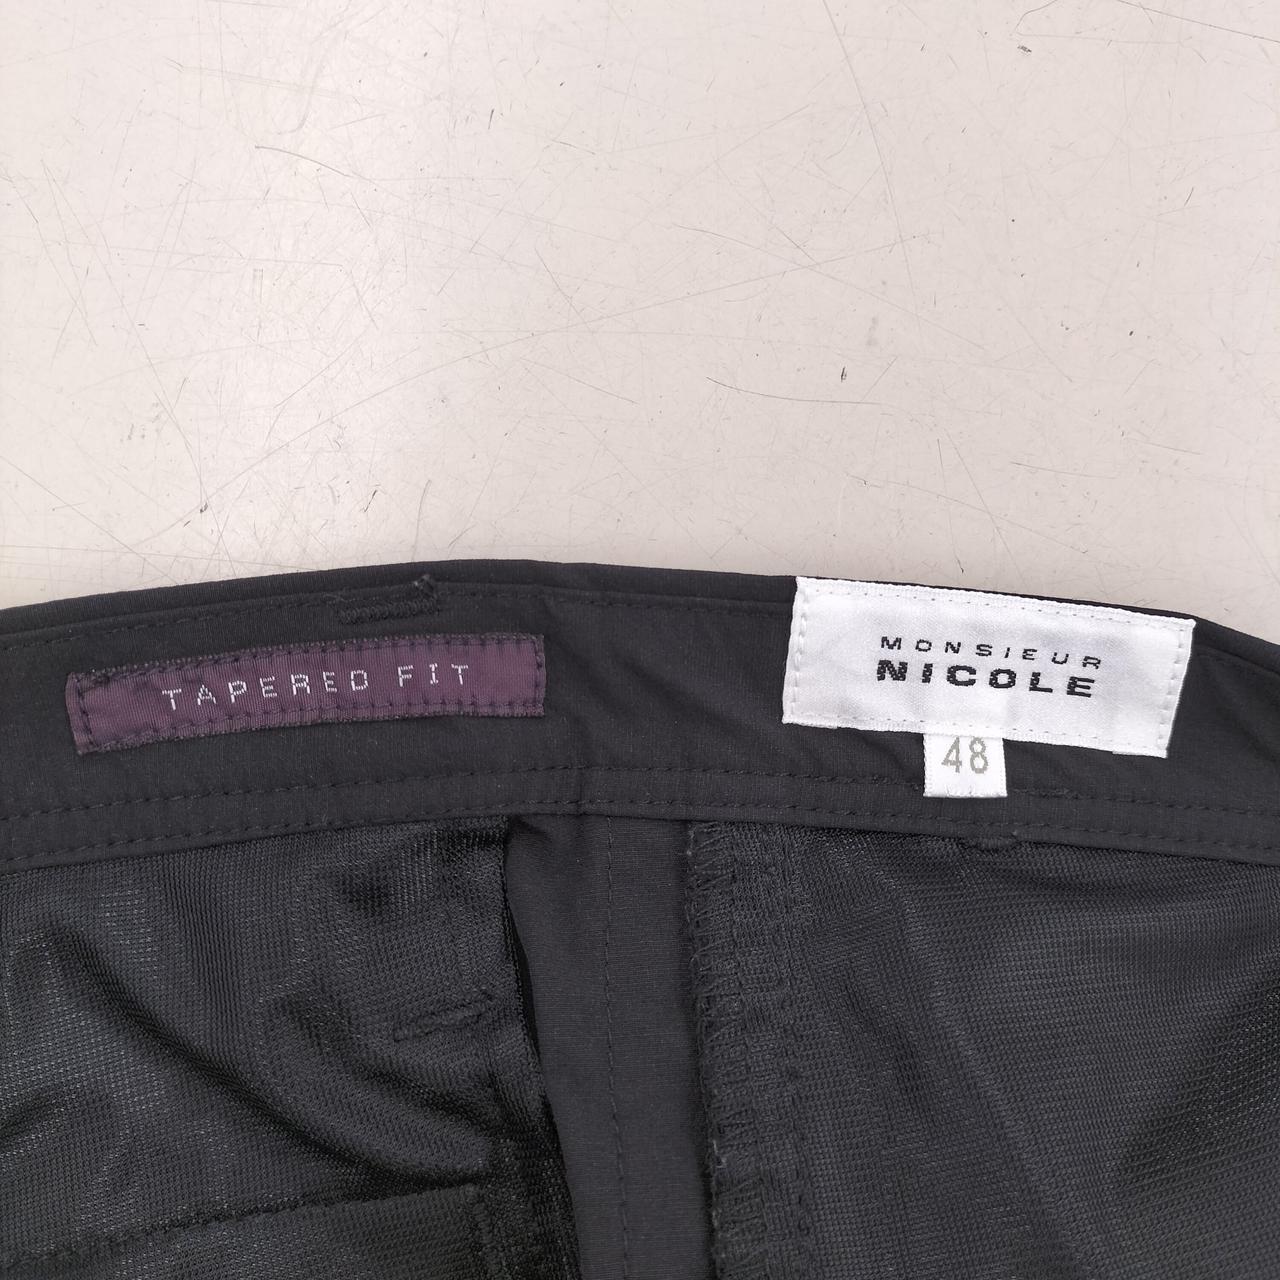 TAPERED FIT
MONSIEUR
NICOLE
48